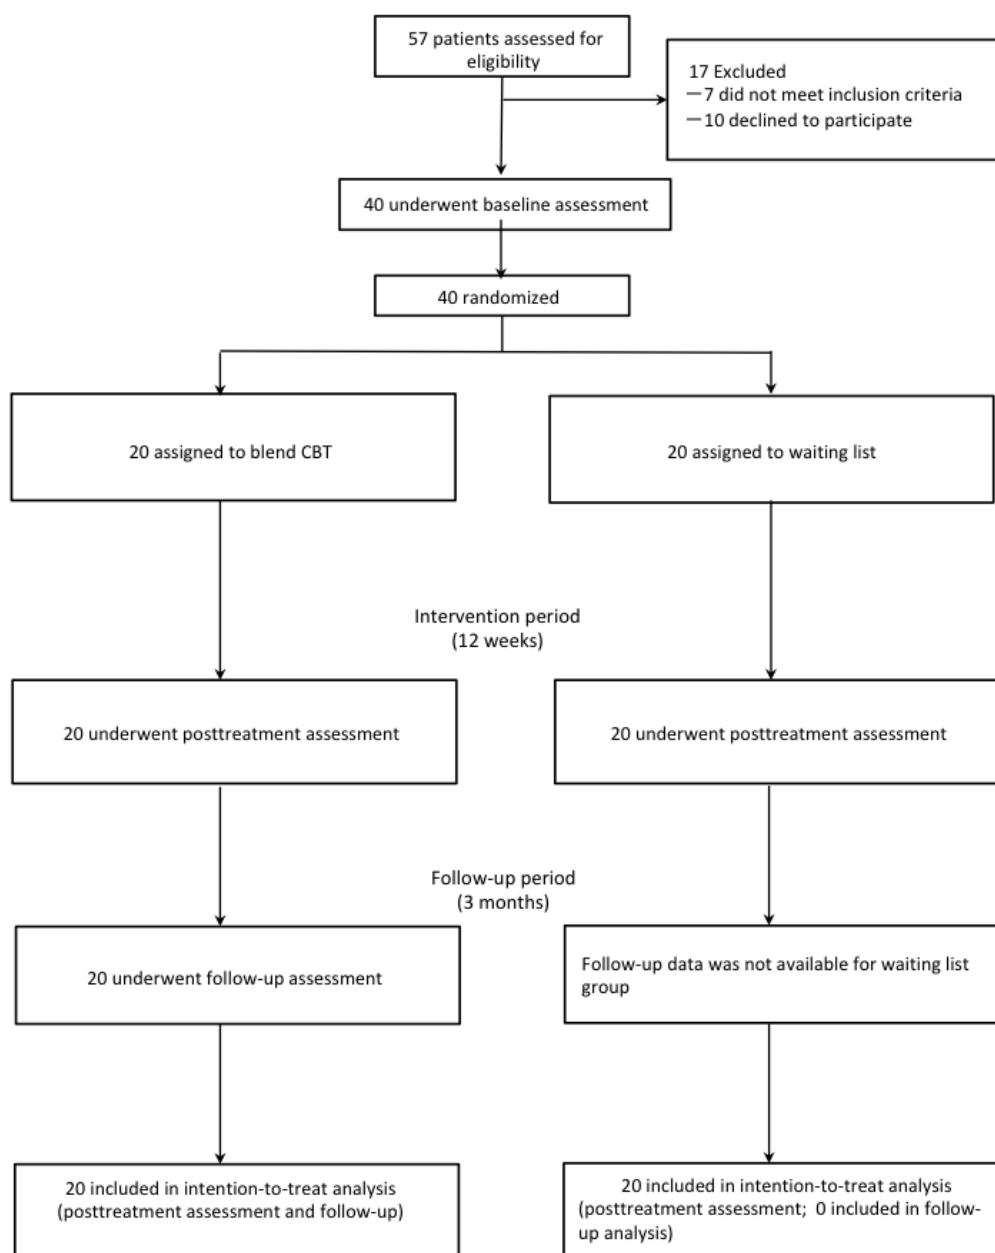 57 patients assessed for
eligibility
17 Excluded
—7 did not meet inclusion criteria
—10 declined to participate
40 underwent baseline assessment
40 randomized
20 assigned to blend CBT
20 assigned to waiting list
Intervention period
(12 weeks)
20 underwent posttreatment assessment
20 underwent posttreatment assessment
Follow-up period
(3 months)
20 underwent follow-up assessment
Follow-up data was not available for waiting list
group
20 included in intention-to-treat analysis
(posttreatment assessment and follow-up)
20 included in intention-to-treat analysis
(posttreatment assessment; 0 included in follow-
up analysis)